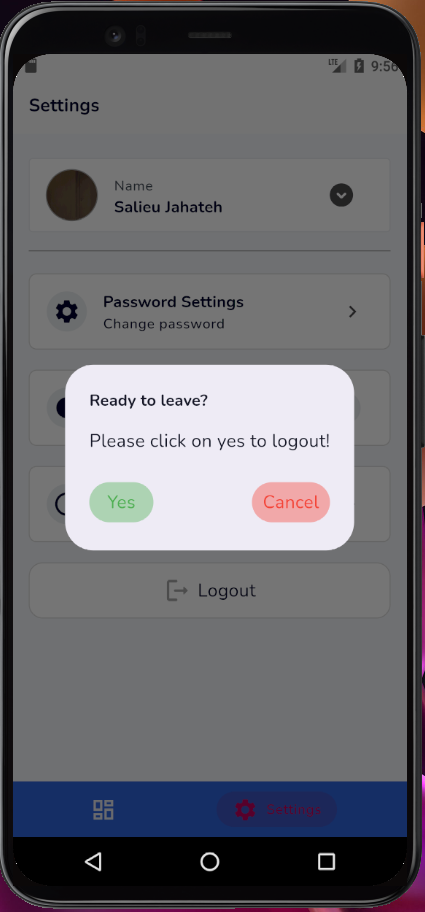 LTE 9:56
Settings
Name
Salieu Jahateh
Password Settings
Change password
Ready to leave?
Please click on yes to logout!
Yes
Cancel
Logout
Settings